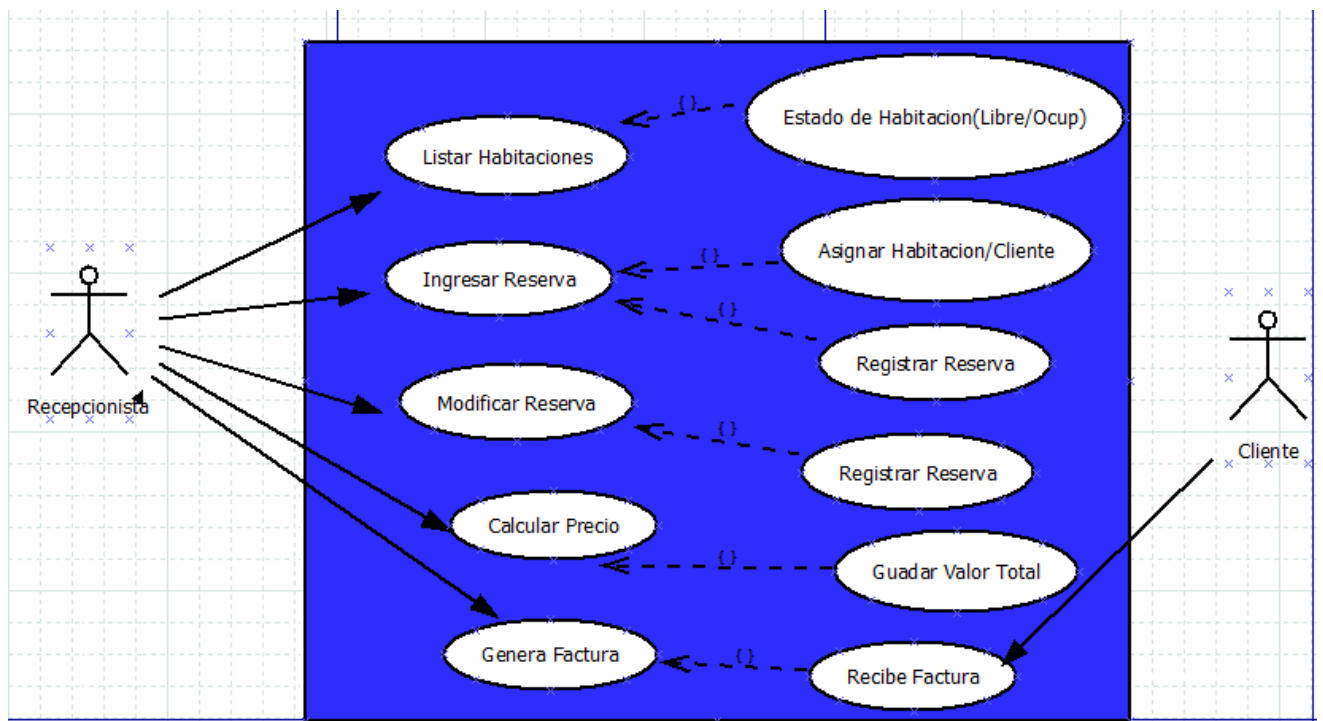 { }
Estado de Habitacion(Libre/Ocup)
Listar Habitaciones
{ }
Asignar Habitacion/Cliente
Ingresar Reserva
{ }
Registrar Reserva
Recepcionista
Modificar Reserva
{ }
Cliente
Registrar Reserva
Calcular Precio
{ }
Guadar Valor Total
Genera Factura
{ }
Recibe Factura